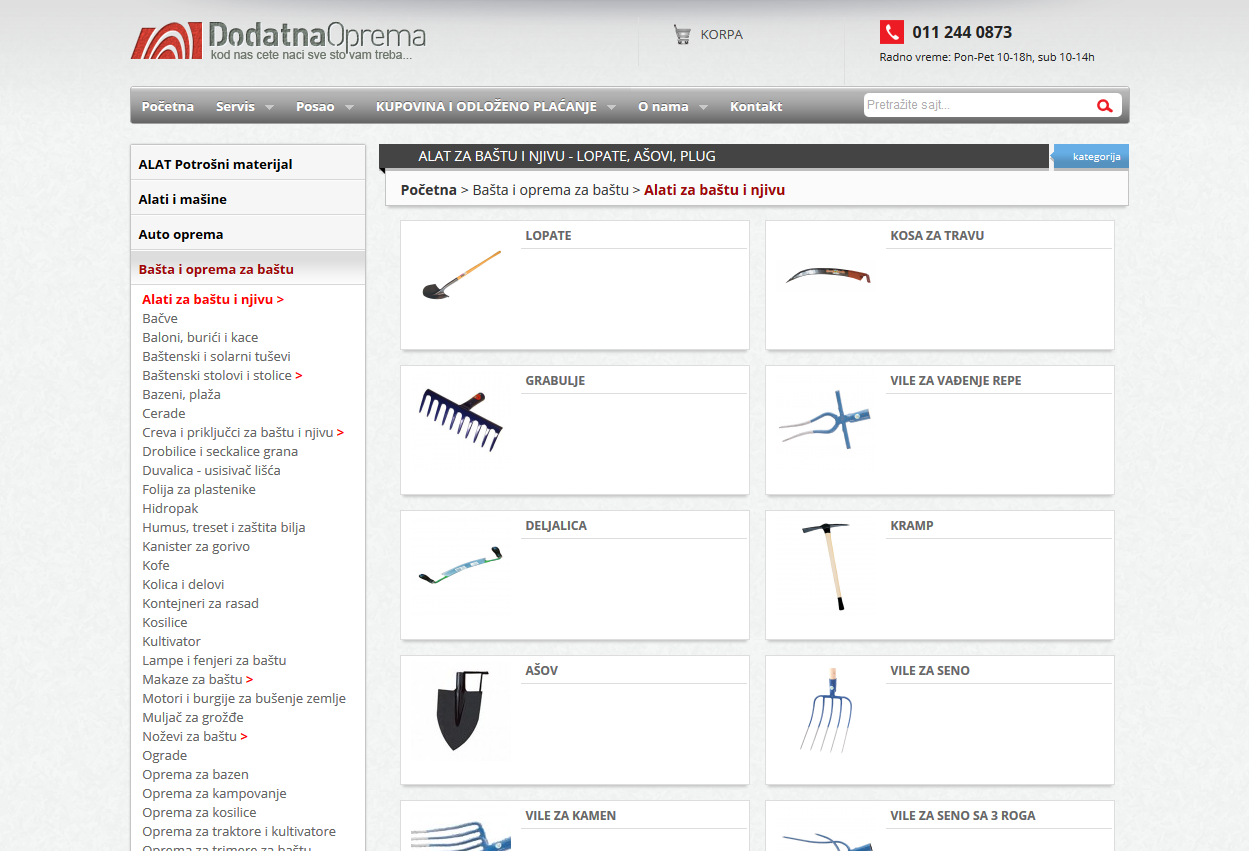 DodatnaOprema
kod nas cete naci sve sto vam treba...
KORPA
011 244 0873
Radno vreme: Pon-Pet 10-18h, sub 10-14h
Početna Servis Posao KUPOVINA I ODLOŽENO PLAĆANJE O nama Kontakt
Pretražite sajt...
ALAT Potrošni materijal
Alati i mašine
Auto oprema
Bašta i oprema za baštu
Alati za baštu i njivu >
Bačve
Baloni, burići i kace
Baštenski i solarni tuševi
Baštenski stolovi i stolice >
Bazeni, plaža
Cerade
Creva i priključci za baštu i njivu >
Drobilice i seckalice grana
Duvalica - usisivač lišća
Folija za plastenike
Hidropak
Humus, treset i zaštita bilja
Kanister za gorivo
Kofe
Kolica i delovi
Kontejneri za rasad
Kosilice
Kultivator
Lampe i fenjeri za baštu
Makaze za baštu >
Motori i burgije za bušenje zemlje
Muljač za grožđe
Noževi za baštu >
Ograde
Oprema za bazen
Oprema za kampovanje
Oprema za kosilice
Oprema za traktore i kultivatore
Oprema za trimere za baštu
ALAT ZA BAŠTU I NJIVU - LOPATE, AŠOVI, PLUG
kategorija
Početna > Bašta i oprema za baštu > Alati za baštu i njivu
LOPATE
KOSA ZA TRAVU
GRABULJE
VILE ZA VAĐENJE REPE
DELJALICA
KRAMP
AŠOV
VILE ZA SENO
VILE ZA KAMEN
VILE ZA SENO SA 3 ROGA